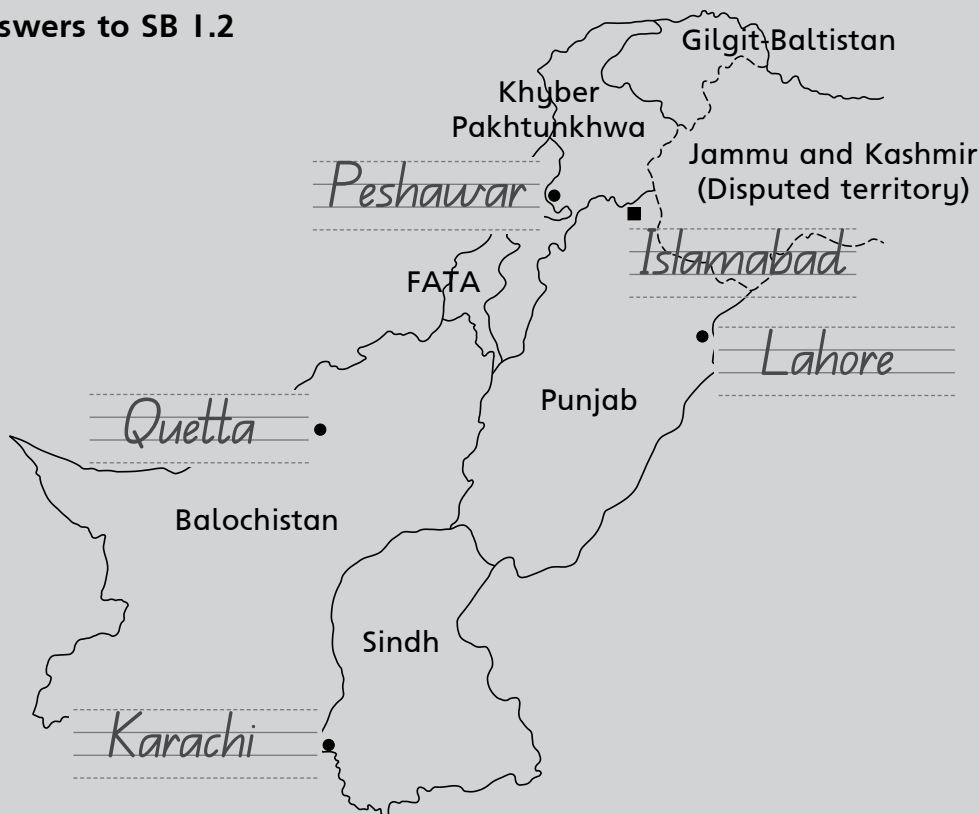 swers to SB 1.2
Gilgit-Baltistan
Khyber
Pakhtunkhwa
Jammu and Kashmir
(Disputed territory)
Peshawar
Islamabad
FATA
Lahore
Punjab
Quetta
Balochistan
Sindh
Karachi